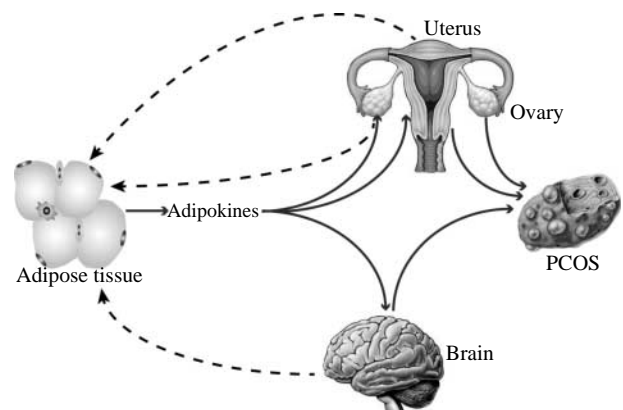 Uterus
Ovary
Adipokines
Adipose tissue
PCOS
Brain